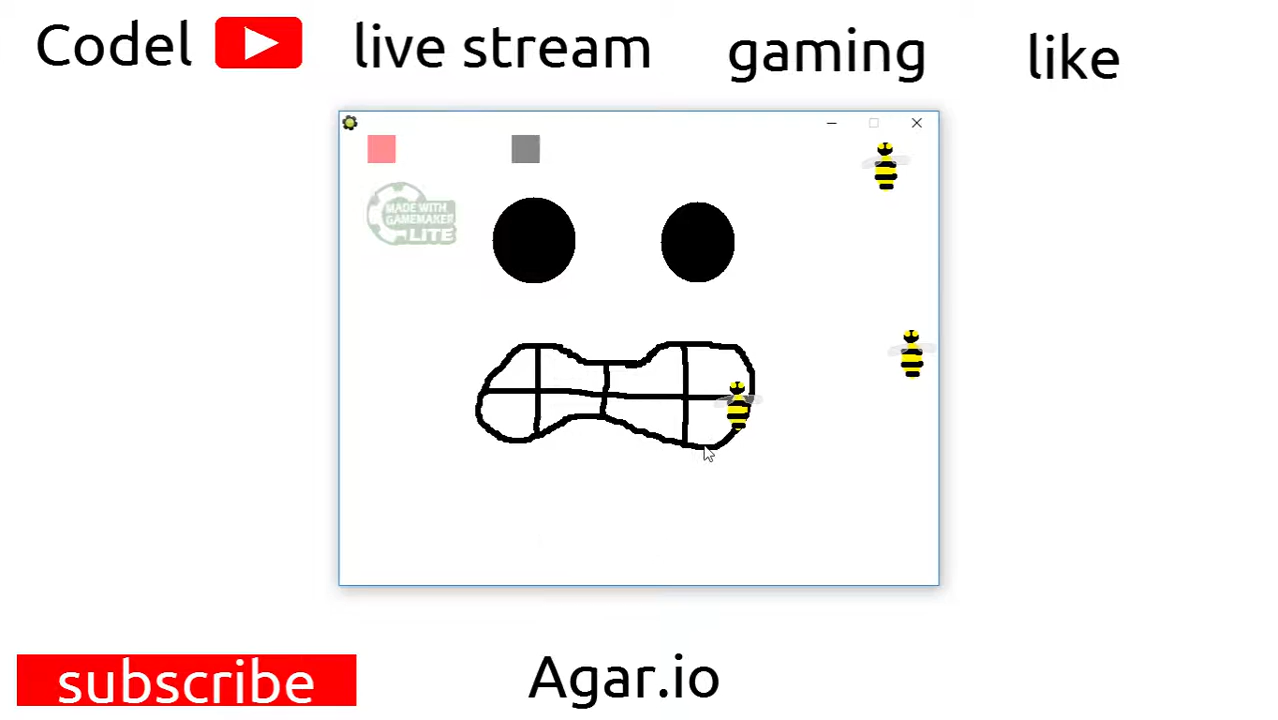 Codel live stream gaming like
MADE WITH
GAMEMAKER
LITE
subscribe Agar.io